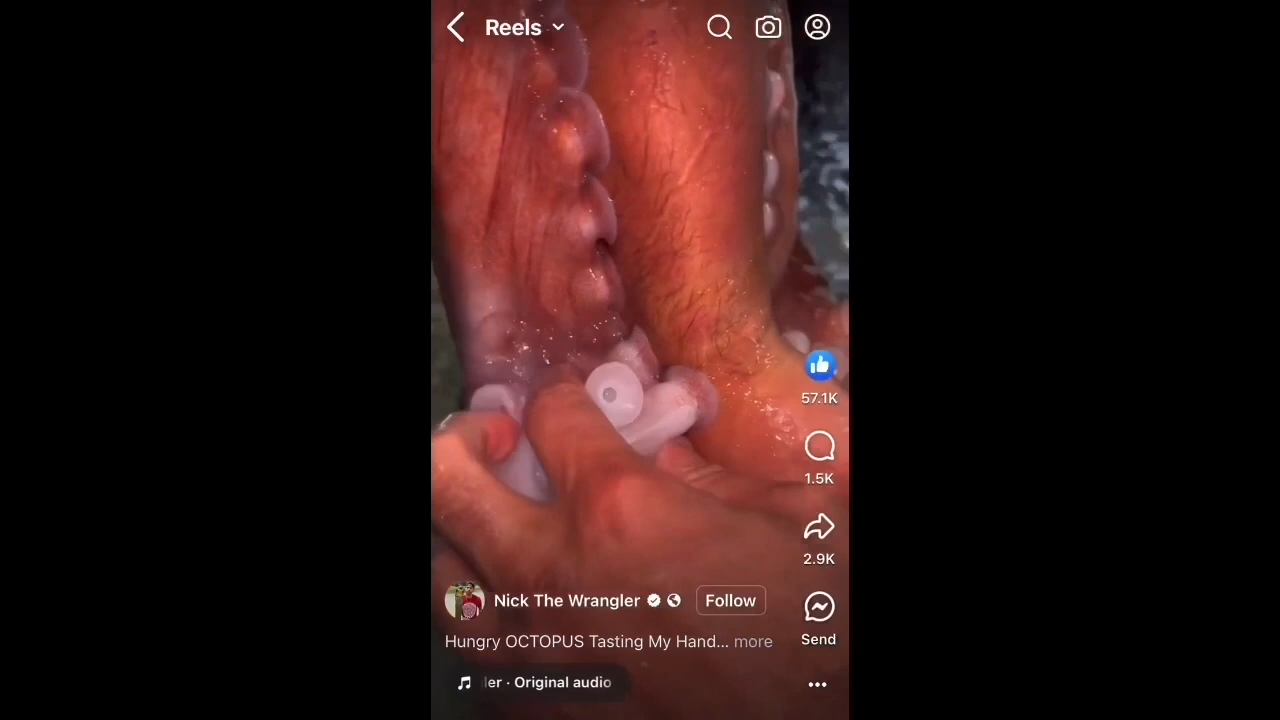 Reels
57.1K
1.5K
2.9K
Nick The Wrangler
Follow
Send
Hungry OCTOPUS Tasting My Hand... more
ler · Original audio